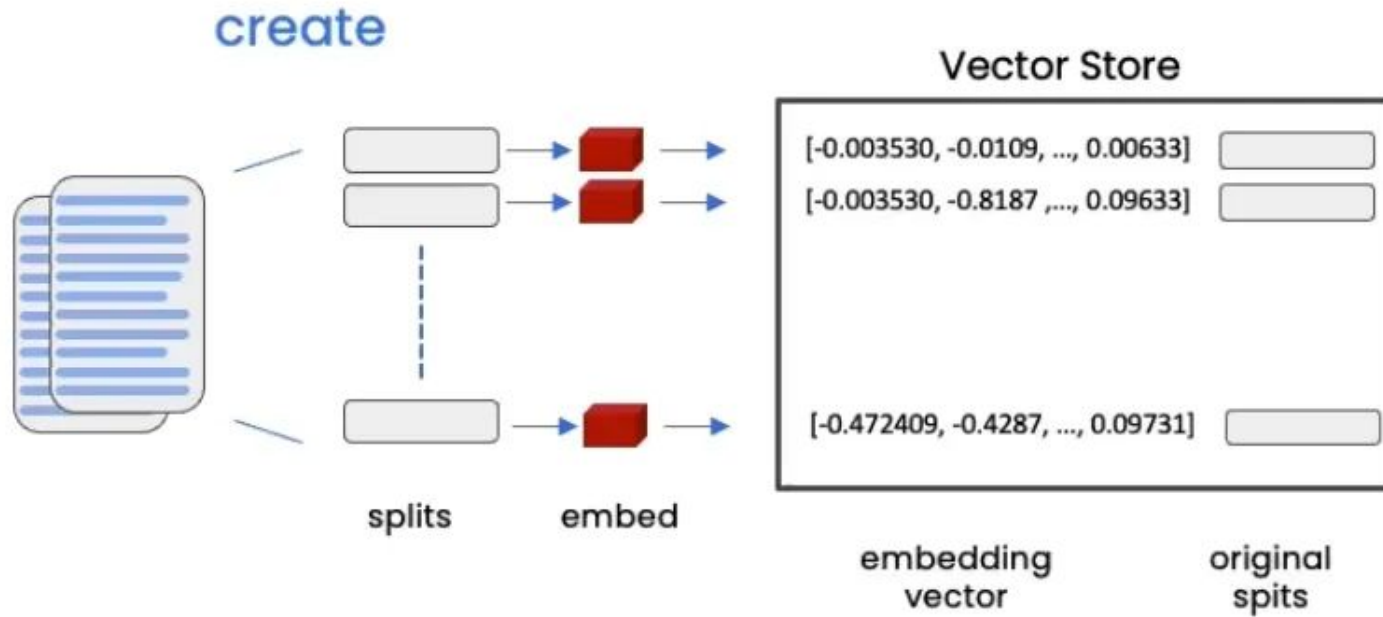 create
Vector Store
[-0.003530, -0.0109, ..., 0.00633]
[-0.003530, -0.8187 ,..., 0.09633]
[-0.472409, -0.4287, ..., 0.09731]
splits
embed
embedding
vector
original
spits